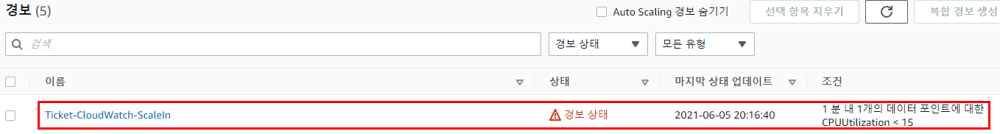 경보 (5)
Auto Scaling 경보 숨기기
선택 항목 지우기
복합 경보 생성
검색
경보 상태
모든 유형
이름
상태
마지막 상태 업데이트
조건
Ticket-CloudWatch-ScaleIn
경보 상태
2021-06-05 20:16:40
1 분 내 1개의 데이터 포인트에 대한
CPUUtilization < 15